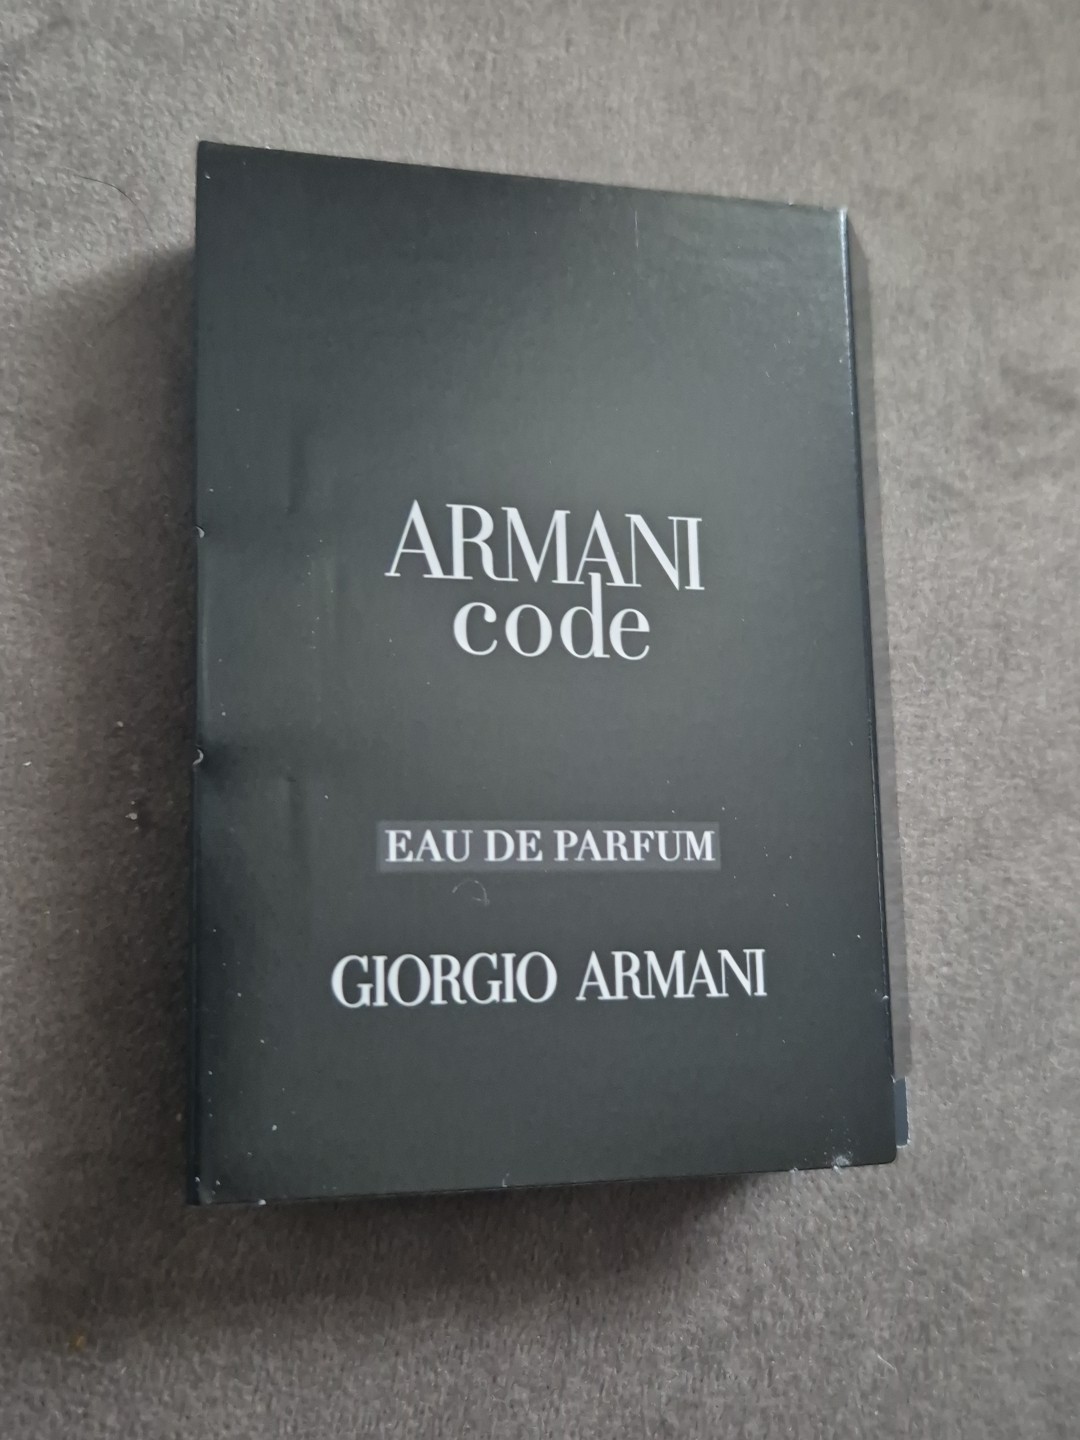 ARMANI
code
EAU DE PARFUM
GIORGIO ARMANI